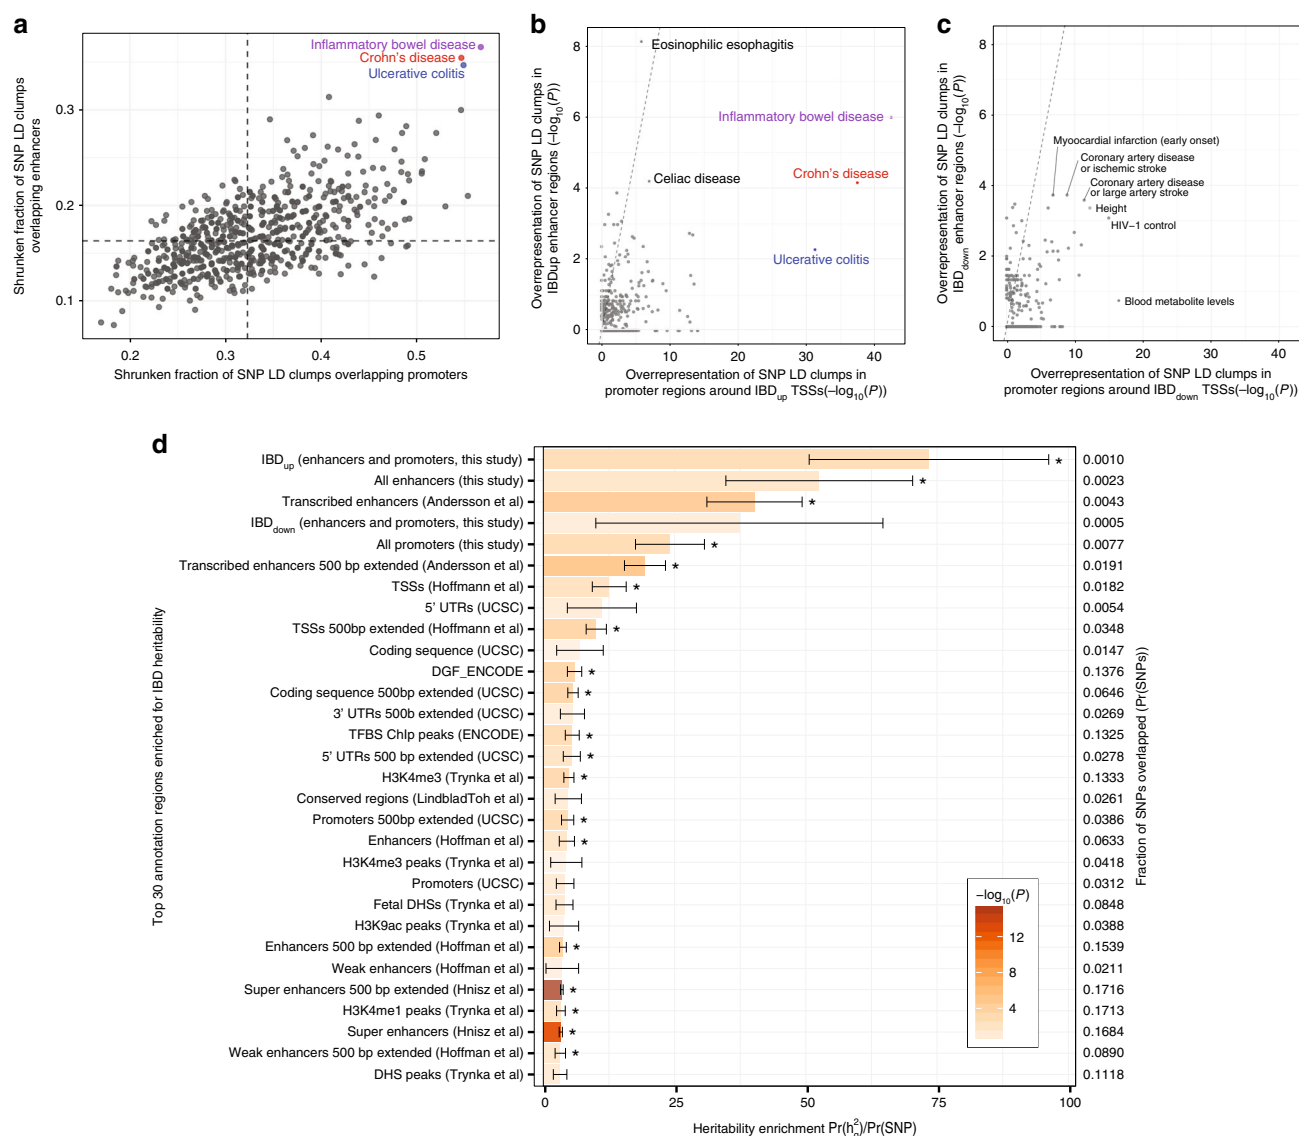 a
Shrunken fraction of SNP LD clumps
overlapping enhancers
0.3
0.2
0.1
Inflammatory bowel disease
Crohn's disease
Ulcerative colitis
0.2 0.3 0.4 0.5
Shrunken fraction of SNP LD clumps overlapping promoters
b
Overrepresentation of SNP LD clumps in
IBDup enhancer regions (−log10(P))
8
6
4
2
0
Eosinophilic esophagitis
Inflammatory bowel disease
Crohn's disease
Celiac disease
Ulcerative colitis
0 10 20 30 40
Overrepresentation of SNP LD clumps in
promoter regions around IBDup TSSs(−log10(P))
c
Overrepresentation of SNP LD clumps in
IBDdown enhancer regions (−log10(P))
8
6
4
2
0
Myocardial infarction (early onset)
Coronary artery disease
or ischemic stroke
Coronary artery disease
or large artery stroke
Height
HIV−1 control
Blood metabolite levels
0 10 20 30 40
Overrepresentation of SNP LD clumps in
promoter regions around IBDdown TSSs(−log10(P))
d
Top 30 annotation regions enriched for IBD heritability
IBDup (enhancers and promoters, this study) * 0.0010
All enhancers (this study) * 0.0023
Transcribed enhancers (Andersson et al) * 0.0043
IBDdown (enhancers and promoters, this study) 0.0005
All promoters (this study) * 0.0077
Transcribed enhancers 500 bp extended (Andersson et al) * 0.0191
TSSs (Hoffmann et al) * 0.0182
5' UTRs (UCSC) 0.0054
TSSs 500bp extended (Hoffmann et al) * 0.0348
Coding sequence (UCSC) 0.0147
DGF_ENCODE * 0.1376
Coding sequence 500bp extended (UCSC) * 0.0646
3' UTRs 500b extended (UCSC) 0.0269
TFBS ChIp peaks (ENCODE) * 0.1325
5' UTRs 500 bp extended (UCSC) * 0.0278
H3K4me3 (Trynka et al) * 0.1333
Conserved regions (LindbladToh et al) 0.0261
Promoters 500bp extended (UCSC) * 0.0386
Enhancers (Hoffman et al) * 0.0633
H3K4me3 peaks (Trynka et al) 0.0418
Promoters (UCSC) 0.0312
Fetal DHSs (Trynka et al) 0.0848
H3K9ac peaks (Trynka et al) 0.0388
Enhancers 500 bp extended (Hoffman et al) * 0.1539
Weak enhancers (Hoffman et al) 0.0211
Super enhancers 500 bp extended (Hnisz et al) * 0.1716
H3K4me1 peaks (Trynka et al) * 0.1713
Super enhancers (Hnisz et al) * 0.1684
Weak enhancers 500 bp extended (Hoffman et al) * 0.0890
DHS peaks (Trynka et al) 0.1118
Fraction of SNPs overlapped (Pr(SNPs))
−log10(P)
12
8
4
0 25 50 75 100
Heritability enrichment Pr(h²g)/Pr(SNP)